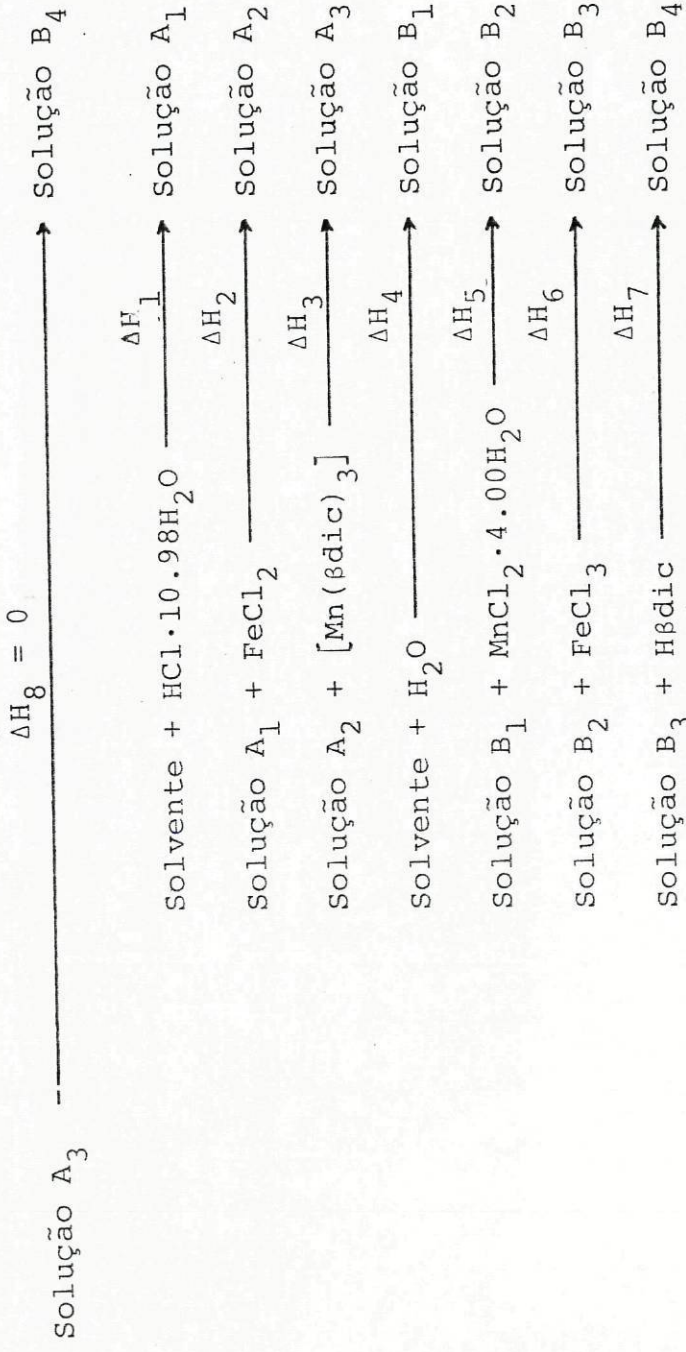 ΔH₈ = 0
Solução A₃ ⟶ Solução B₄
Solvente + HCl·10.98H₂O ⟶ Solução A₁
ΔH₁
Solução A₁ + FeCl₂ ⟶ Solução A₂
ΔH₂
Solução A₂ + [Mn(βdic)₃] ⟶ Solução A₃
ΔH₃
Solvente + H₂O ⟶ Solução B₁
ΔH₄
Solução B₁ + MnCl₂·4.00H₂O ⟶ Solução B₂
ΔH₅
Solução B₂ + FeCl₃ ⟶ Solução B₃
ΔH₆
Solução B₃ + Hβdic ⟶ Solução B₄
ΔH₇